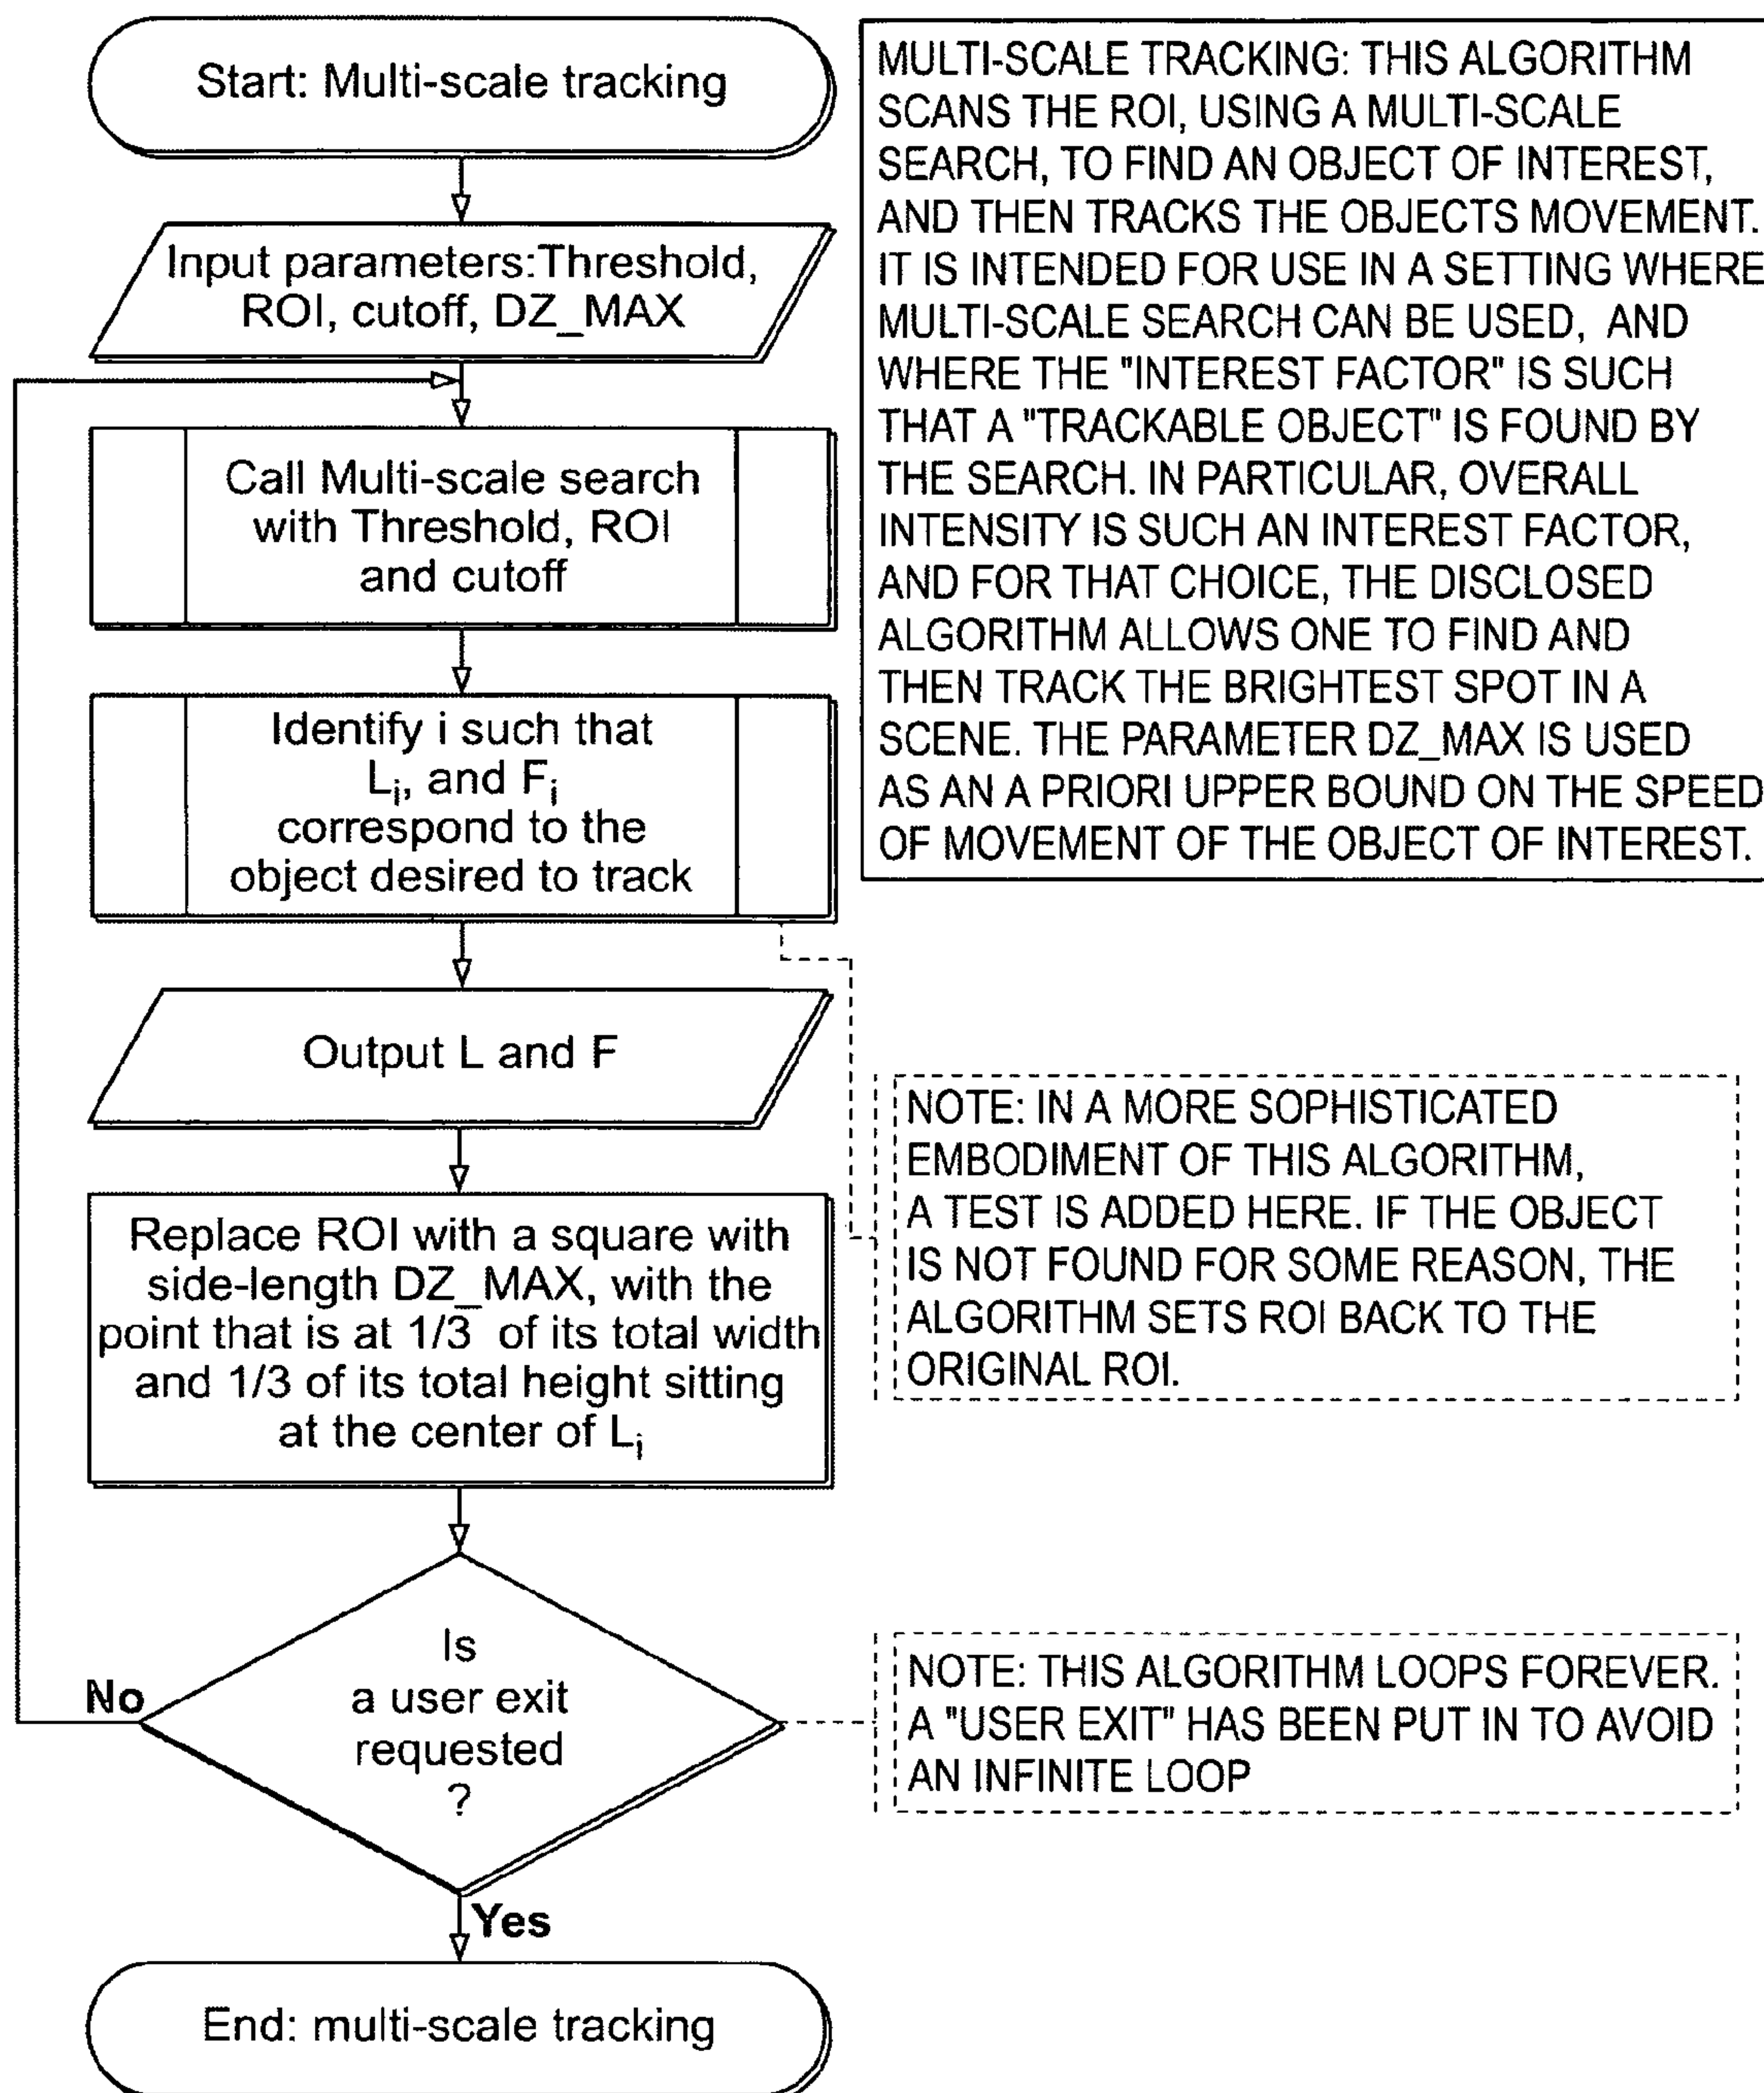 Start: Multi-scale tracking
Input parameters:Threshold,
ROI, cutoff, DZ_MAX
Call Multi-scale search
with Threshold, ROI
and cutoff
Identify i such that
Li, and Fi
correspond to the
object desired to track
Output L and F
Replace ROI with a square with
side-length DZ_MAX, with the
point that is at 1/3 of its total width
and 1/3 of its total height sitting
at the center of Li
Is
a user exit
requested
?
No
Yes
End: multi-scale tracking
MULTI-SCALE TRACKING: THIS ALGORITHM
SCANS THE ROI, USING A MULTI-SCALE
SEARCH, TO FIND AN OBJECT OF INTEREST,
AND THEN TRACKS THE OBJECTS MOVEMENT.
IT IS INTENDED FOR USE IN A SETTING WHERE
MULTI-SCALE SEARCH CAN BE USED, AND
WHERE THE "INTEREST FACTOR" IS SUCH
THAT A "TRACKABLE OBJECT" IS FOUND BY
THE SEARCH. IN PARTICULAR, OVERALL
INTENSITY IS SUCH AN INTEREST FACTOR,
AND FOR THAT CHOICE, THE DISCLOSED
ALGORITHM ALLOWS ONE TO FIND AND
THEN TRACK THE BRIGHTEST SPOT IN A
SCENE. THE PARAMETER DZ_MAX IS USED
AS AN A PRIORI UPPER BOUND ON THE SPEED
OF MOVEMENT OF THE OBJECT OF INTEREST.
NOTE: IN A MORE SOPHISTICATED
EMBODIMENT OF THIS ALGORITHM,
A TEST IS ADDED HERE. IF THE OBJECT
IS NOT FOUND FOR SOME REASON, THE
ALGORITHM SETS ROI BACK TO THE
ORIGINAL ROI.
NOTE: THIS ALGORITHM LOOPS FOREVER.
A "USER EXIT" HAS BEEN PUT IN TO AVOID
AN INFINITE LOOP